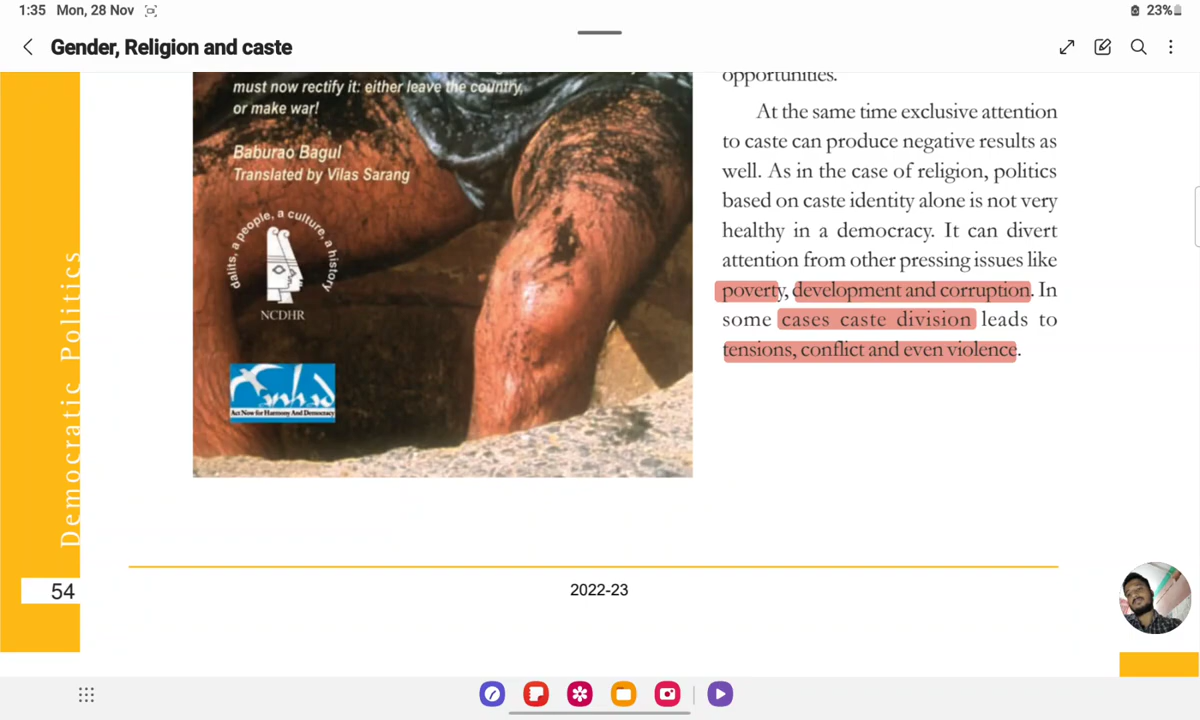 1:35 Mon, 28 Nov
23%
Gender, Religion and caste
must now rectify it: either leave the country,
or make war!
Baburao Bagul
Translated by Vilas Sarang
dalits, a people, a culture, a history
NCDHR
anhad
Act Now for Harmony And Democracy
opportunities.
At the same time exclusive attention
to caste can produce negative results as
well. As in the case of religion, politics
based on caste identity alone is not very
healthy in a democracy. It can divert
attention from other pressing issues like
poverty, development and corruption. In
some cases caste division leads to
tensions, conflict and even violence.
Democratic Politics
54
2022-23